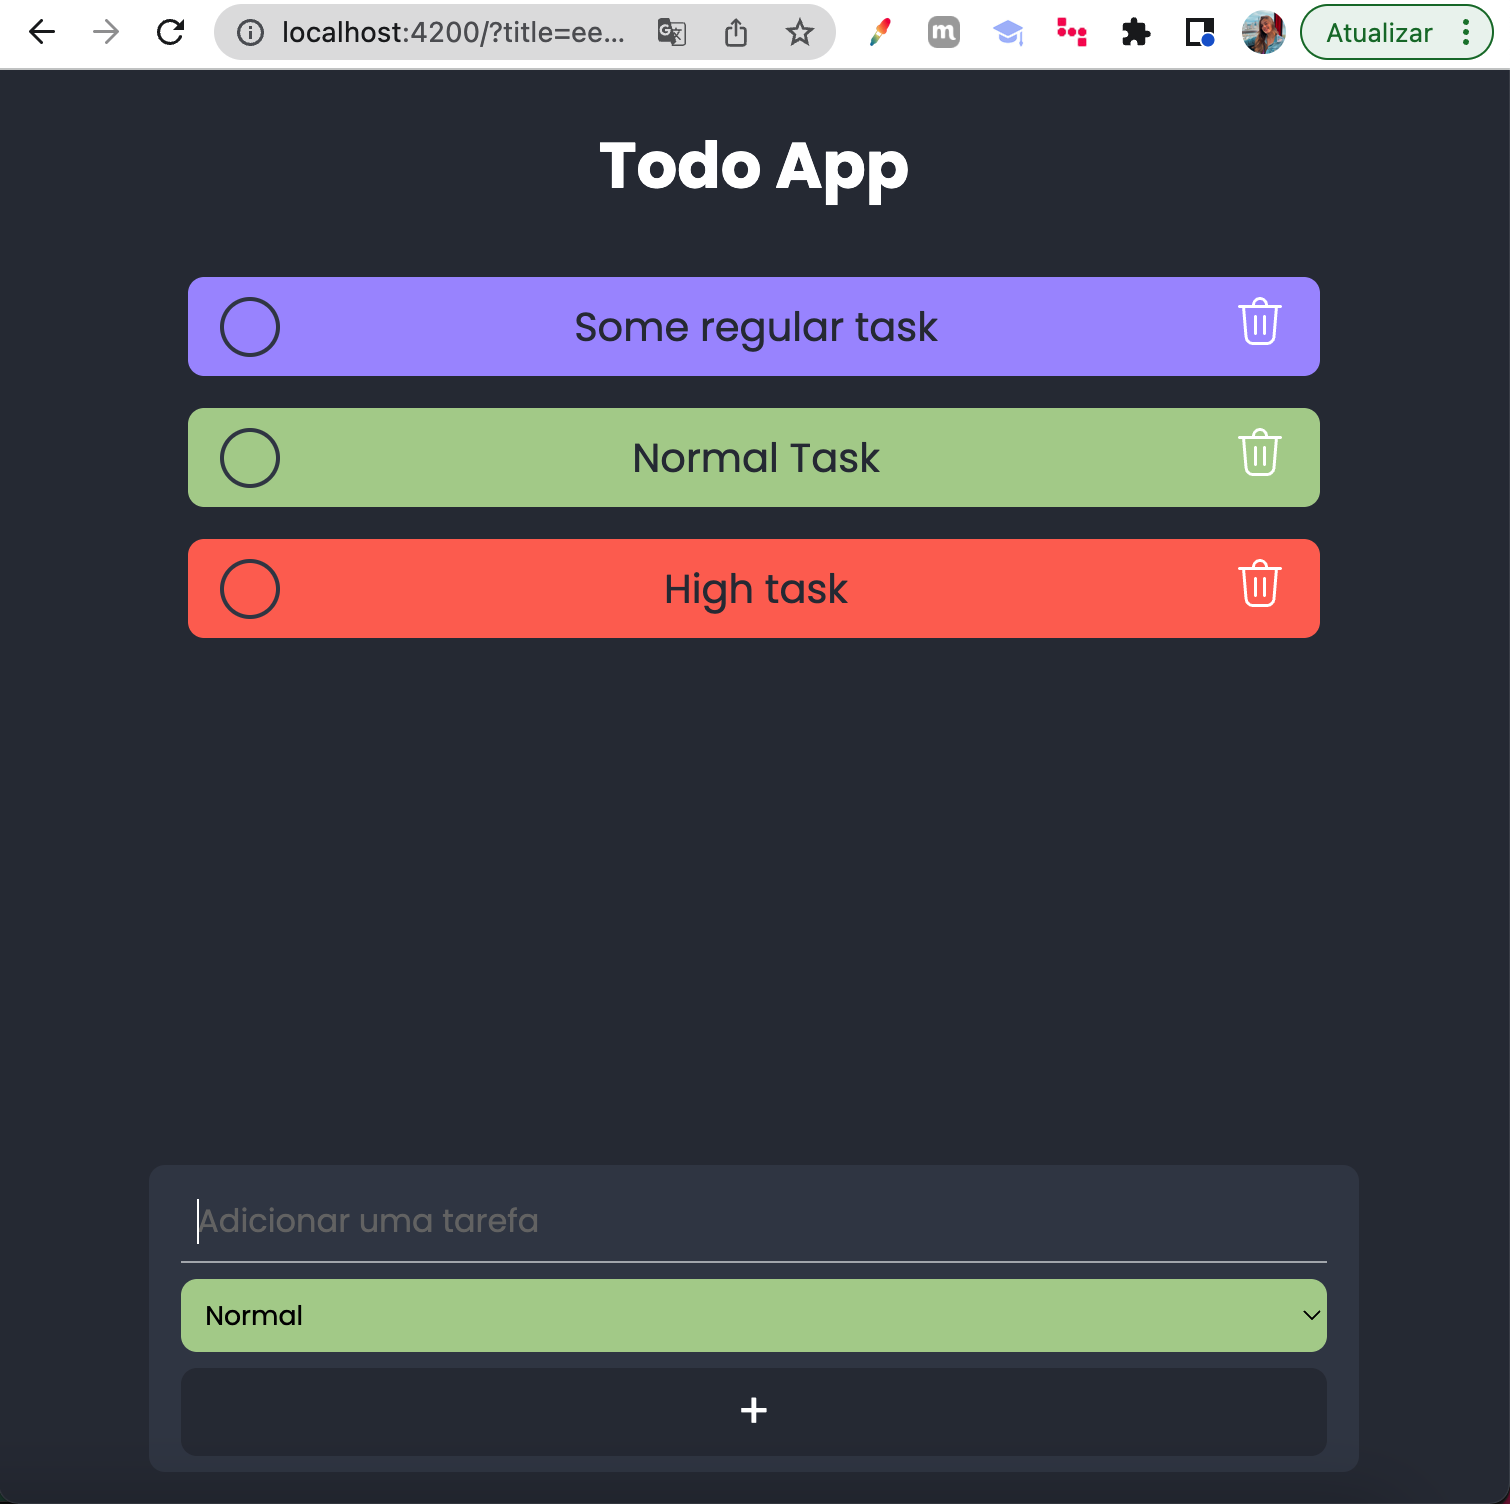 localhost:4200/?title=ee...
m
Atualizar
Todo App
Some regular task
Normal Task
High task
Adicionar uma tarefa
Normal
+